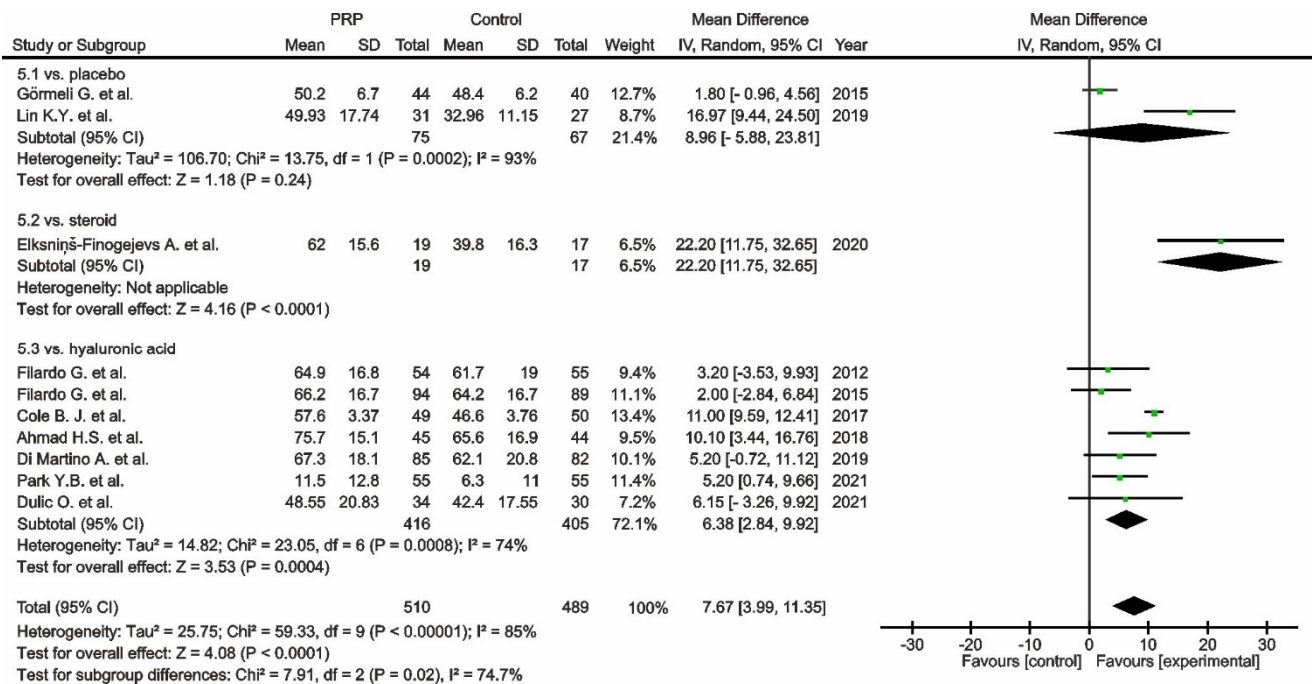 PRP Control Mean Difference Mean Difference
Study or Subgroup Mean SD Total Mean SD Total Weight IV, Random, 95% CI Year IV, Random, 95% CI
5.1 vs. placebo
Görmeli G. et al. 50.2 6.7 44 48.4 6.2 40 12.7% 1.80 [- 0.96, 4.56] 2015
Lin K.Y. et al. 49.93 17.74 31 32.96 11.15 27 8.7% 16.97 [9.44, 24.50] 2019
Subtotal (95% CI) 75 67 21.4% 8.96 [- 5.88, 23.81]
Heterogeneity: Tau² = 106.70; Chi² = 13.75, df = 1 (P = 0.0002); I² = 93%
Test for overall effect: Z = 1.18 (P = 0.24)
5.2 vs. steroid
Elksniņš-Finogejevs A. et al. 62 15.6 19 39.8 16.3 17 6.5% 22.20 [11.75, 32.65] 2020
Subtotal (95% CI) 19 17 6.5% 22.20 [11.75, 32.65]
Heterogeneity: Not applicable
Test for overall effect: Z = 4.16 (P < 0.0001)
5.3 vs. hyaluronic acid
Filardo G. et al. 64.9 16.8 54 61.7 19 55 9.4% 3.20 [-3.53, 9.93] 2012
Filardo G. et al. 66.2 16.7 94 64.2 16.7 89 11.1% 2.00 [-2.84, 6.84] 2015
Cole B. J. et al. 57.6 3.37 49 46.6 3.76 50 13.4% 11.00 [9.59, 12.41] 2017
Ahmad H.S. et al. 75.7 15.1 45 65.6 16.9 44 9.5% 10.10 [3.44, 16.76] 2018
Di Martino A. et al. 67.3 18.1 85 62.1 20.8 82 10.1% 5.20 [-0.72, 11.12] 2019
Park Y.B. et al. 11.5 12.8 55 6.3 11 55 11.4% 5.20 [0.74, 9.66] 2021
Dulic O. et al. 48.55 20.83 34 42.4 17.55 30 7.2% 6.15 [- 3.26, 9.92] 2021
Subtotal (95% CI) 416 405 72.1% 6.38 [2.84, 9.92]
Heterogeneity: Tau² = 14.82; Chi² = 23.05, df = 6 (P = 0.0008); I² = 74%
Test for overall effect: Z = 3.53 (P = 0.0004)
Total (95% CI) 510 489 100% 7.67 [3.99, 11.35]
Heterogeneity: Tau² = 25.75; Chi² = 59.33, df = 9 (P < 0.00001); I² = 85%
Test for overall effect: Z = 4.08 (P < 0.0001)
Test for subgroup differences: Chi² = 7.91, df = 2 (P = 0.02), I² = 74.7%
-30 -20 -10 0 10 20 30
Favours [control] Favours [experimental]